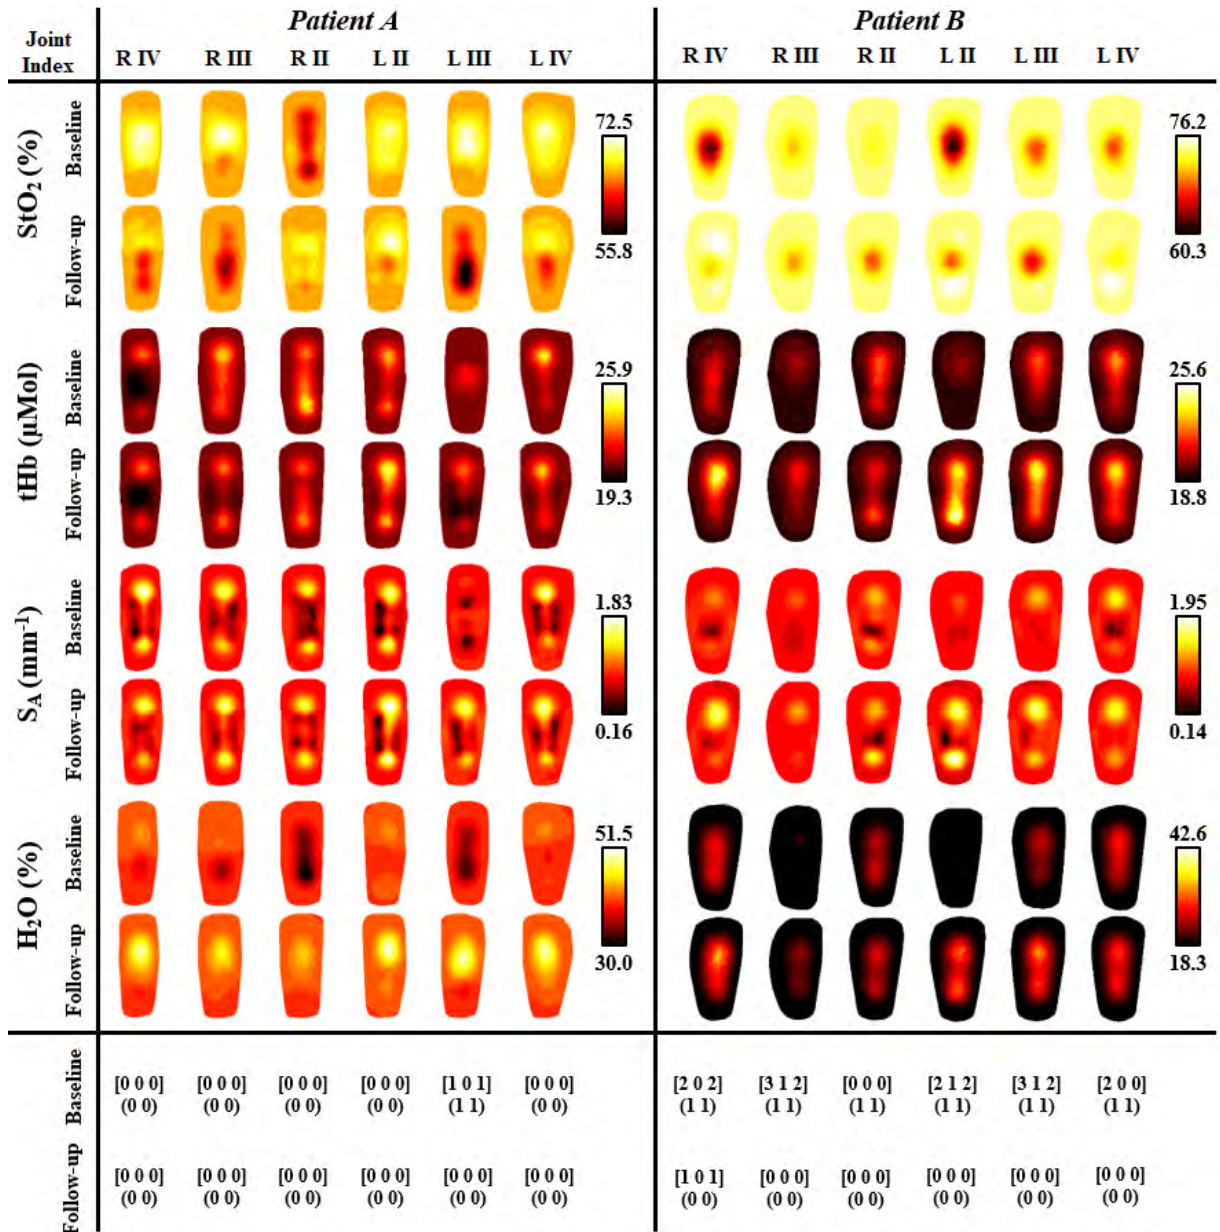 Patient A Patient B
Joint
Index
R IV R III R II L II L III L IV R IV R III R II L II L III L IV
StO₂ (%)
Baseline
72.5
55.8
76.2
60.3
Follow-up
tHb (μMol)
Baseline
25.9
19.3
25.6
18.8
Follow-up
S_A (mm⁻¹)
Baseline
1.83
0.16
1.95
0.14
Follow-up
H₂O (%)
Baseline
51.5
30.0
42.6
18.3
Follow-up
Baseline
[0 0 0] [0 0 0] [0 0 0] [0 0 0] [1 0 1] [0 0 0] [2 0 2] [3 1 2] [0 0 0] [2 1 2] [3 1 2] [2 0 0]
(0 0) (0 0) (0 0) (0 0) (1 1) (0 0) (1 1) (1 1) (0 0) (1 1) (1 1) (1 1)
Follow-up
[0 0 0] [0 0 0] [0 0 0] [0 0 0] [0 0 0] [0 0 0] [1 0 1] [0 0 0] [0 0 0] [0 0 0] [0 0 0] [0 0 0]
(0 0) (0 0) (0 0) (0 0) (0 0) (0 0) (0 0) (0 0) (0 0) (0 0) (0 0) (0 0)